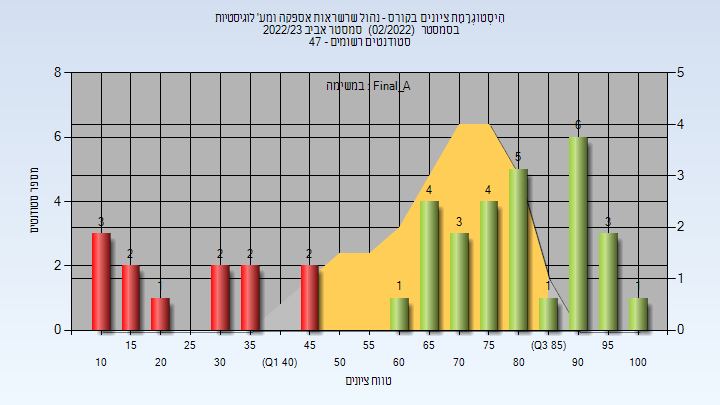 הִיסְטוֹגְרָמַת ציונים בקורס - נהול שרשראות אספקה ומע' לוגיסטיות
בסמסטר (02/2022) סמסטר אביב 2022/23
סטודנטים רשומים - 47
במשימה : Final_A
מספר סטודנטים
8 6 4 2 0
5 4 3 2 1 0
3 2 1 2 2 2 1 4 3 4 5 1 6 3 1
15 25 35 45 55 65 75 (Q3 85) 95
10 20 30 (Q1 40) 50 60 70 80 90 100
טווח ציונים